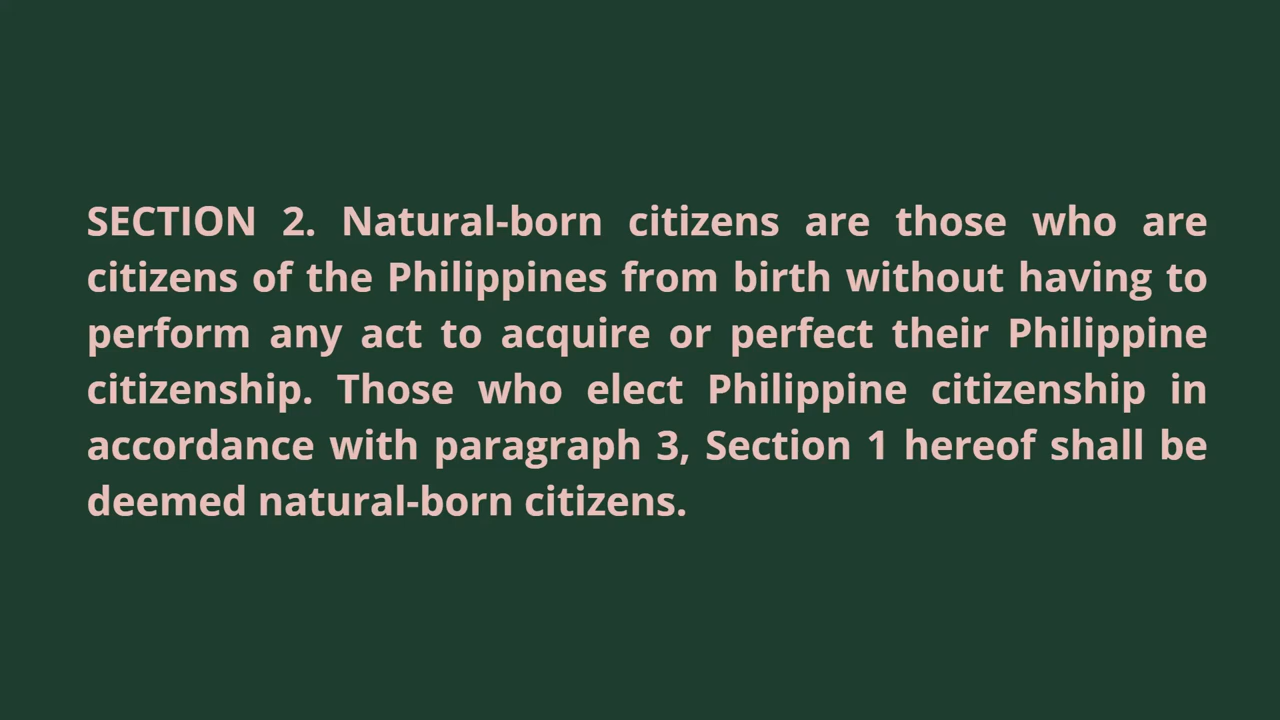 SECTION 2. Natural-born citizens are those who are
citizens of the Philippines from birth without having to
perform any act to acquire or perfect their Philippine
citizenship. Those who elect Philippine citizenship in
accordance with paragraph 3, Section 1 hereof shall be
deemed natural-born citizens.